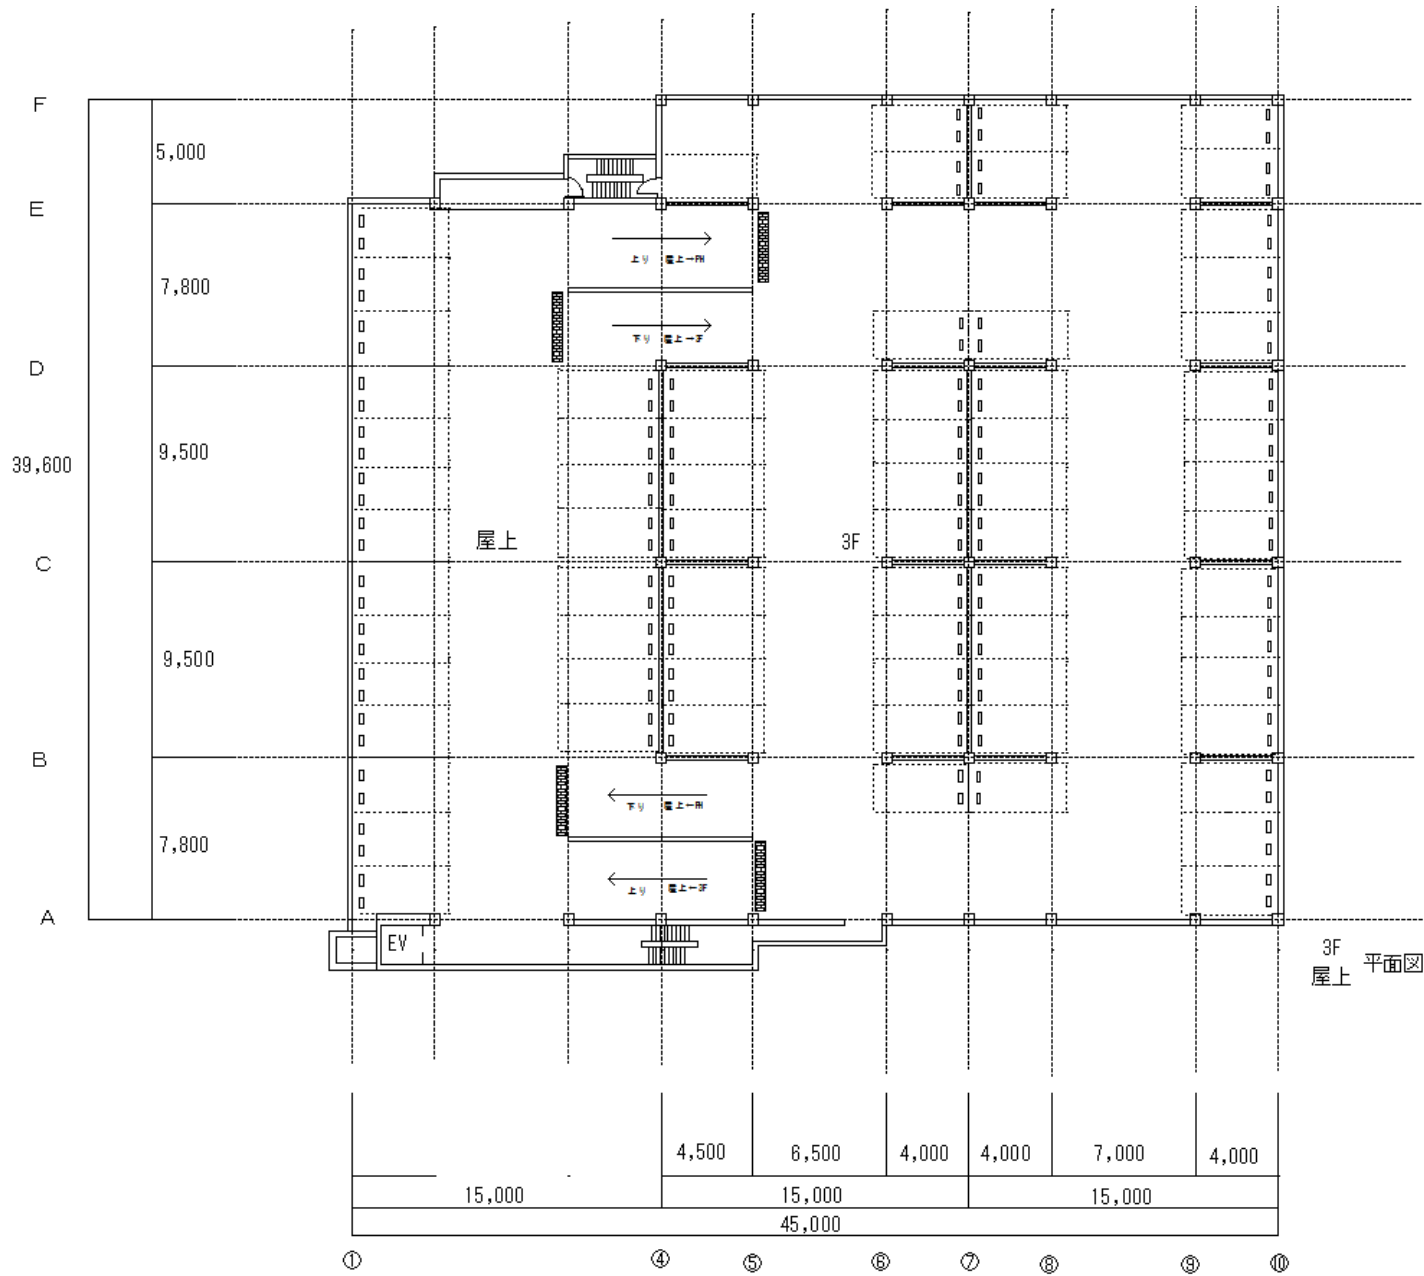 F
5,000
E
上り 屋上→PH
7,800
下り 屋上→3F
D
9,500
39,600
屋上
3F
C
9,500
B
下り 屋上←PH
7,800
上り 屋上←3F
A
EV
3F
屋上 平面図
4,500 6,500 4,000 4,000 7,000 4,000
15,000 15,000 15,000
45,000
① ④ ⑤ ⑥ ⑦ ⑧ ⑨ ⑩